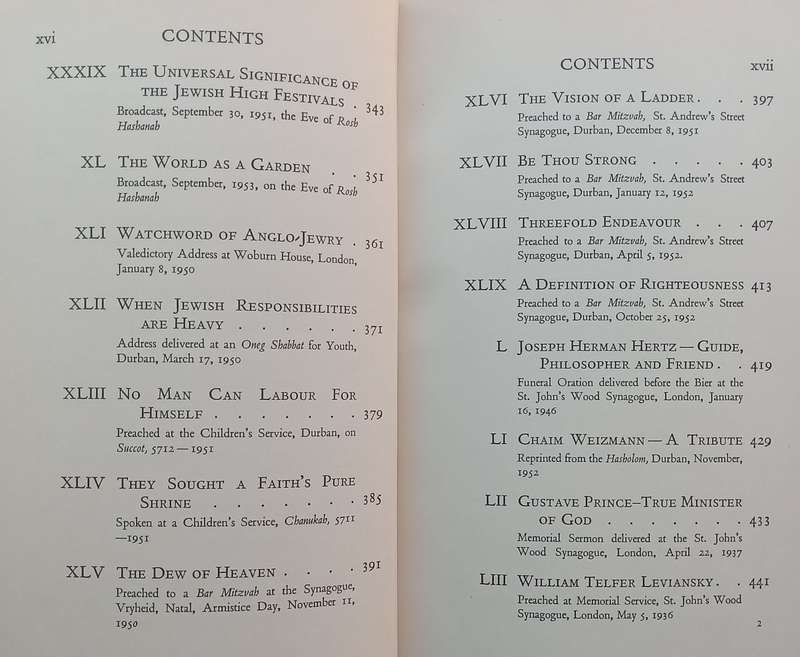 xvi CONTENTS
XXXIX THE UNIVERSAL SIGNIFICANCE OF
THE JEWISH HIGH FESTIVALS . 343
Broadcast, September 30, 1951, the Eve of Rosh
Hashanah
XL THE WORLD AS A GARDEN . . 351
Broadcast, September, 1953, on the Eve of Rosh
Hashanah
XLI WATCHWORD OF ANGLO-JEWRY . 361
Valedictory Address at Woburn House, London,
January 8, 1950
XLII WHEN JEWISH RESPONSIBILITIES
ARE HEAVY . . . . . . 371
Address delivered at an Oneg Shabbat for Youth,
Durban, March 17, 1950
XLIII NO MAN CAN LABOUR FOR
HIMSELF . . . . . . . 379
Preached at the Children's Service, Durban, on
Succot, 5712 — 1951
XLIV THEY SOUGHT A FAITH'S PURE
SHRINE . . . . . . . 385
Spoken at a Children's Service, Chanukah, 5711
—1951
XLV THE DEW OF HEAVEN . . . . 391
Preached to a Bar Mitzvah at the Synagogue,
Vryheid, Natal, Armistice Day, November 11,
1950
CONTENTS xvii
XLVI THE VISION OF A LADDER . . . 397
Preached to a Bar Mitzvah, St. Andrew's Street
Synagogue, Durban, December 8, 1951
XLVII BE THOU STRONG . . . . . 403
Preached to a Bar Mitzvah, St. Andrew's Street
Synagogue, Durban, January 12, 1952
XLVIII THREEFOLD ENDEAVOUR . . . 407
Preached to a Bar Mitzvah, St. Andrew's Street
Synagogue, Durban, April 5, 1952.
XLIX A DEFINITION OF RIGHTEOUSNESS 413
Preached to a Bar Mitzvah, St. Andrew's Street
Synagogue, Durban, October 25, 1952
L JOSEPH HERMAN HERTZ — GUIDE,
PHILOSOPHER AND FRIEND . . 419
Funeral Oration delivered before the Bier at the
St. John's Wood Synagogue, London, January
16, 1946
LI CHAIM WEIZMANN — A TRIBUTE 429
Reprinted from the Hasholom, Durban, November,
1952
LII GUSTAVE PRINCE–TRUE MINISTER
OF GOD . . . . . . . 433
Memorial Sermon delivered at the St. John's
Wood Synagogue, London, April 22, 1937
LIII WILLIAM TELFER LEVIANSKY . . 441
Preached at Memorial Service, St. John's Wood
Synagogue, London, May 5, 1936
2